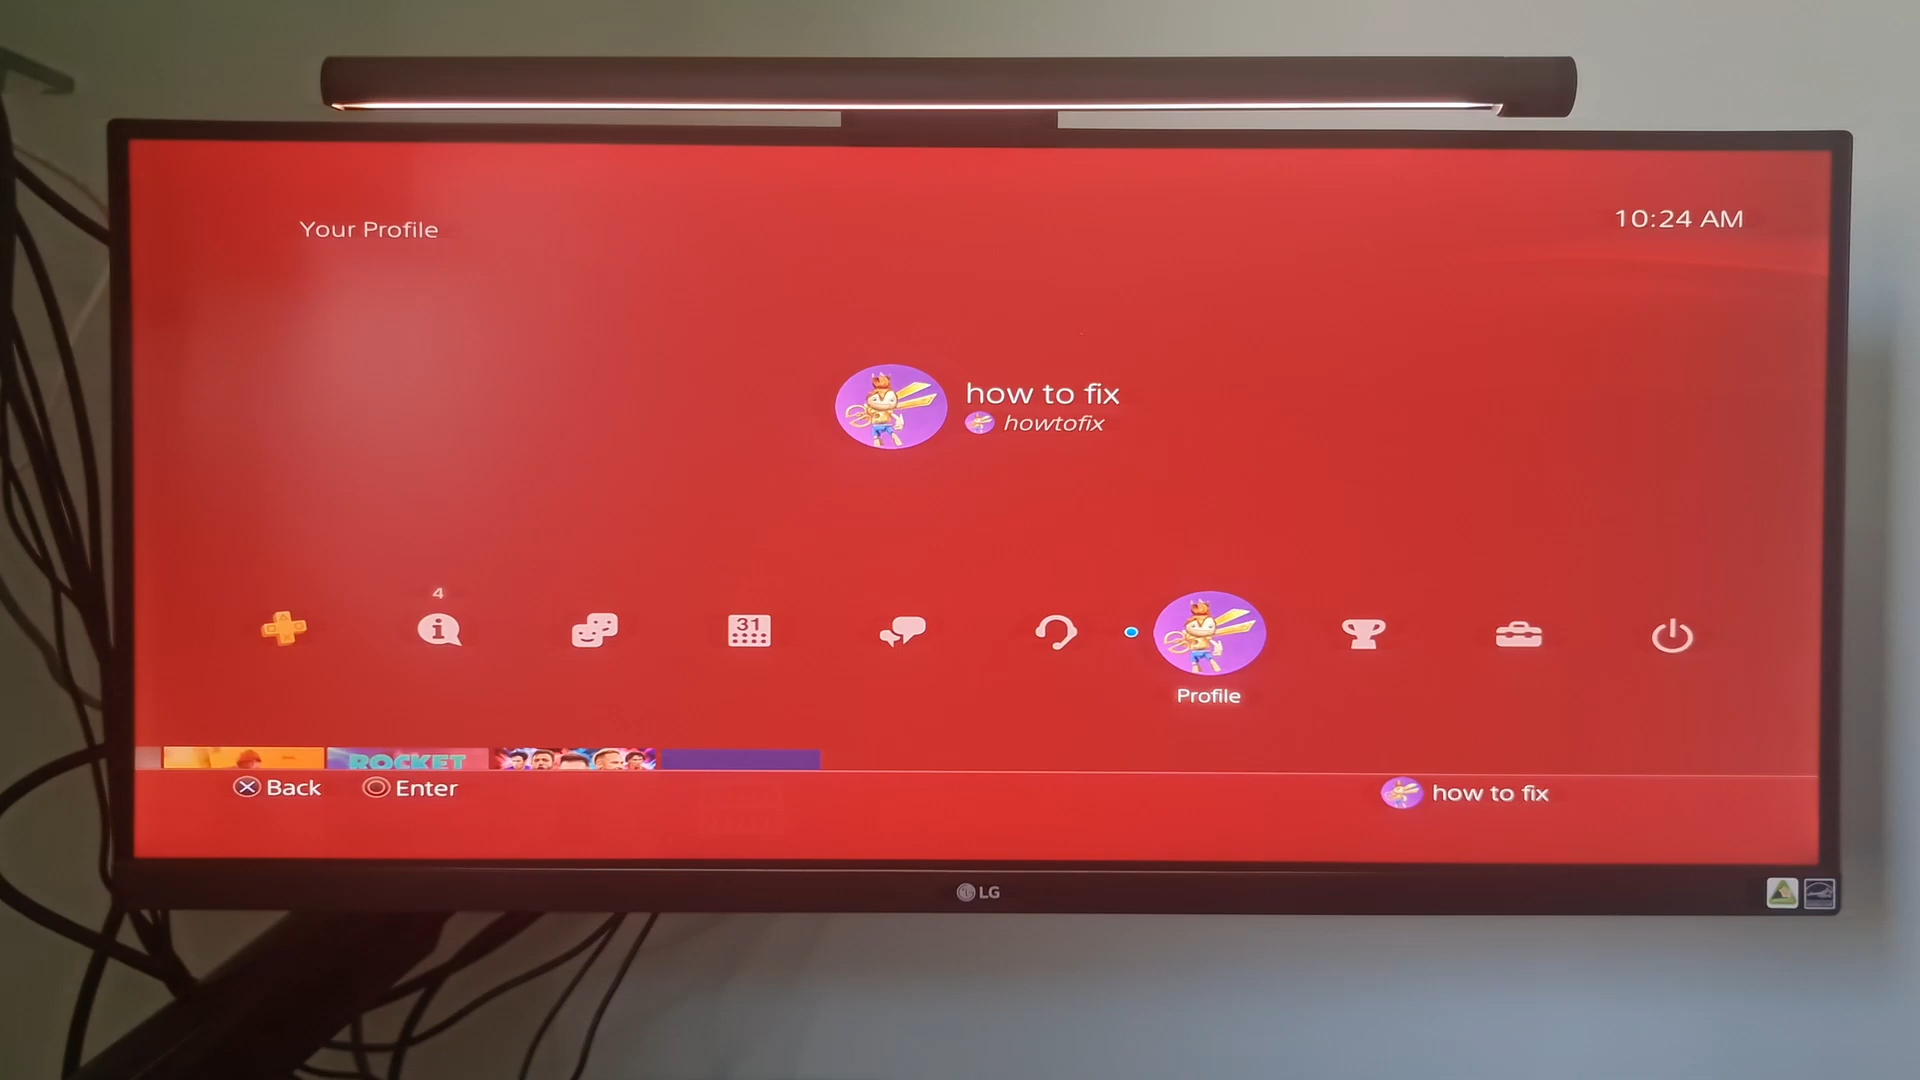 Your Profile
10:24 AM
how to fix
howtofix
4
31
Profile
ROCKET
Back
Enter
how to fix
LG